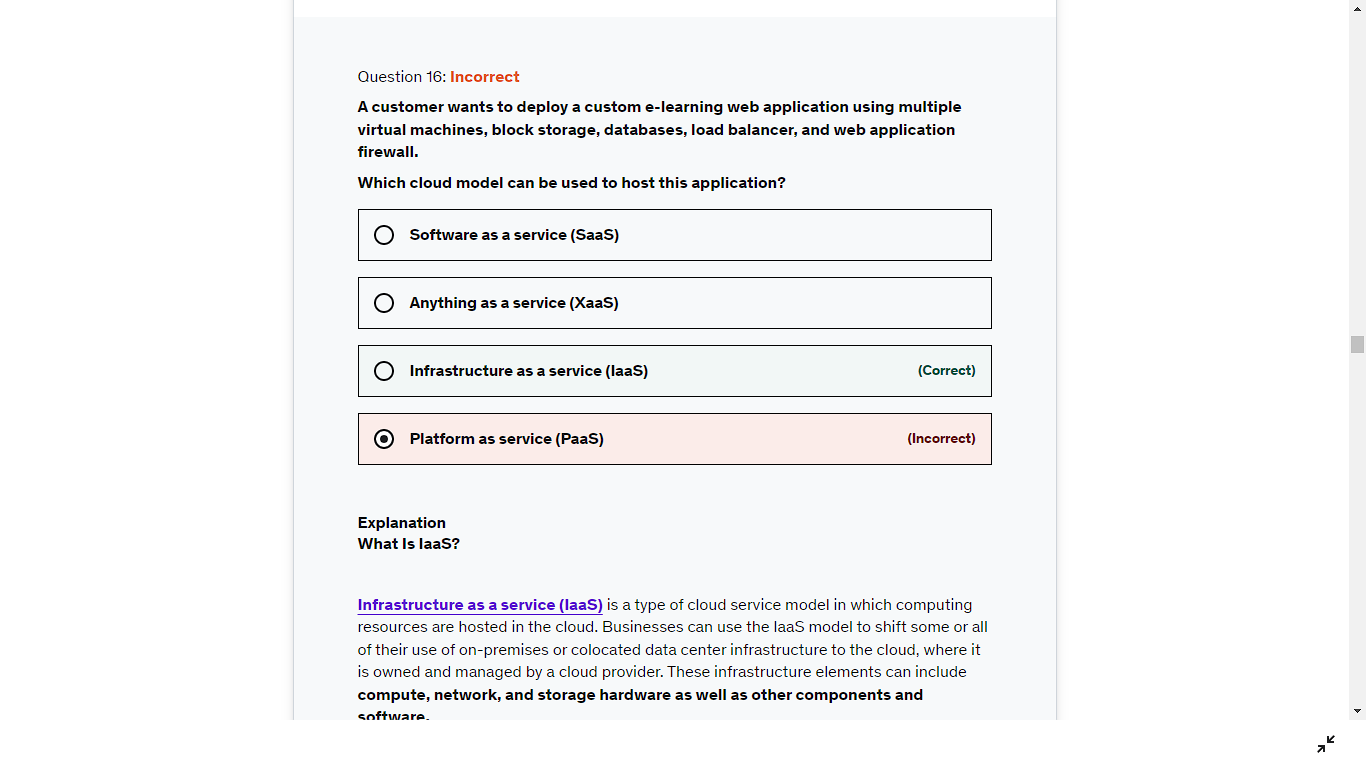 Question 16: Incorrect
A customer wants to deploy a custom e-learning web application using multiple
virtual machines, block storage, databases, load balancer, and web application
firewall.
Which cloud model can be used to host this application?
Software as a service (SaaS)
Anything as a service (XaaS)
Infrastructure as a service (IaaS) (Correct)
Platform as service (PaaS) (Incorrect)
Explanation
What Is IaaS?
Infrastructure as a service (IaaS) is a type of cloud service model in which computing
resources are hosted in the cloud. Businesses can use the IaaS model to shift some or all
of their use of on-premises or colocated data center infrastructure to the cloud, where it
is owned and managed by a cloud provider. These infrastructure elements can include
compute, network, and storage hardware as well as other components and
software.